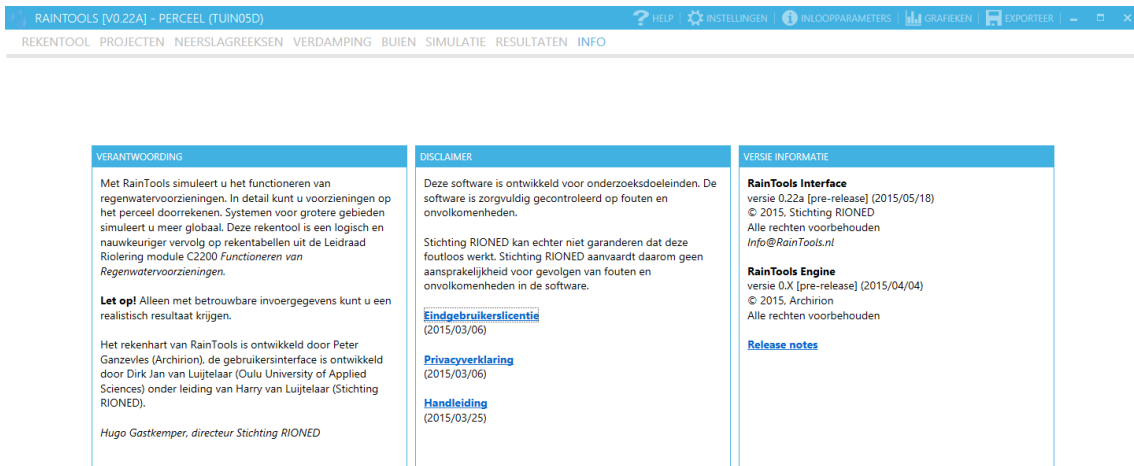 RAINTOOLS [V0.22A] - PERCEEL (TUIN05D)
HELP | INSTELLINGEN | INLOOPPARAMETERS | GRAFIEKEN | EXPORTEER |
REKENTOOL PROJECTEN NEERSLAGREEKSEN VERDAMPING BUIEN SIMULATIE RESULTATEN INFO
VERANTWOORDING
Met RainTools simuleert u het functioneren van
regenwatervoorzieningen. In detail kunt u voorzieningen op
het perceel doorrekenen. Systemen voor grotere gebieden
simuleert u meer globaal. Deze rekentool is een logisch en
nauwkeuriger vervolg op rekentabellen uit de Leidraad
Riolering module C2200 Functioneren van
Regenwatervoorzieningen.
Let op! Alleen met betrouwbare invoergegevens kunt u een
realistisch resultaat krijgen.
Het rekenhart van RainTools is ontwikkeld door Peter
Ganzevles (Archirion), de gebruikersinterface is ontwikkeld
door Dirk Jan van Luijtelaar (Oulu University of Applied
Sciences) onder leiding van Harry van Luijtelaar (Stichting
RIONED).
Hugo Gastkemper, directeur Stichting RIONED
DISCLAIMER
Deze software is ontwikkeld voor onderzoeksdoeleinden. De
software is zorgvuldig gecontroleerd op fouten en
onvolkomenheden.
Stichting RIONED kan echter niet garanderen dat deze
foutloos werkt. Stichting RIONED aanvaardt daarom geen
aansprakelijkheid voor gevolgen van fouten en
onvolkomenheden in de software.
Eindgebruikerslicentie
(2015/03/06)
Privacyverklaring
(2015/03/06)
Handleiding
(2015/03/25)
VERSIE INFORMATIE
RainTools Interface
versie 0.22a [pre-release] (2015/05/18)
© 2015, Stichting RIONED
Alle rechten voorbehouden
Info@RainTools.nl
RainTools Engine
versie 0.X [pre-release] (2015/04/04)
© 2015, Archirion
Alle rechten voorbehouden
Release notes